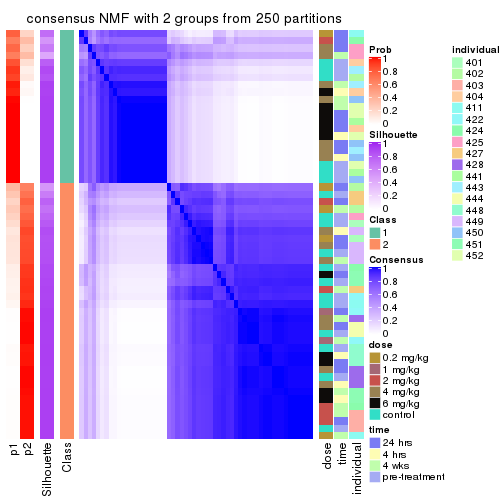 consensus NMF with 2 groups from 250 partitions
p1
p2
Silhouette
Class
dose
time
individual
Prob
1
0.8
0.6
0.4
0.2
0
Silhouette
1
0.8
0.6
0.4
0.2
0
Class
1
2
Consensus
1
0.8
0.6
0.4
0.2
0
dose
0.2 mg/kg
1 mg/kg
2 mg/kg
4 mg/kg
6 mg/kg
control
time
24 hrs
4 hrs
4 wks
pre-treatment
individual
401
402
403
404
411
422
424
425
427
428
441
443
444
448
449
450
451
452